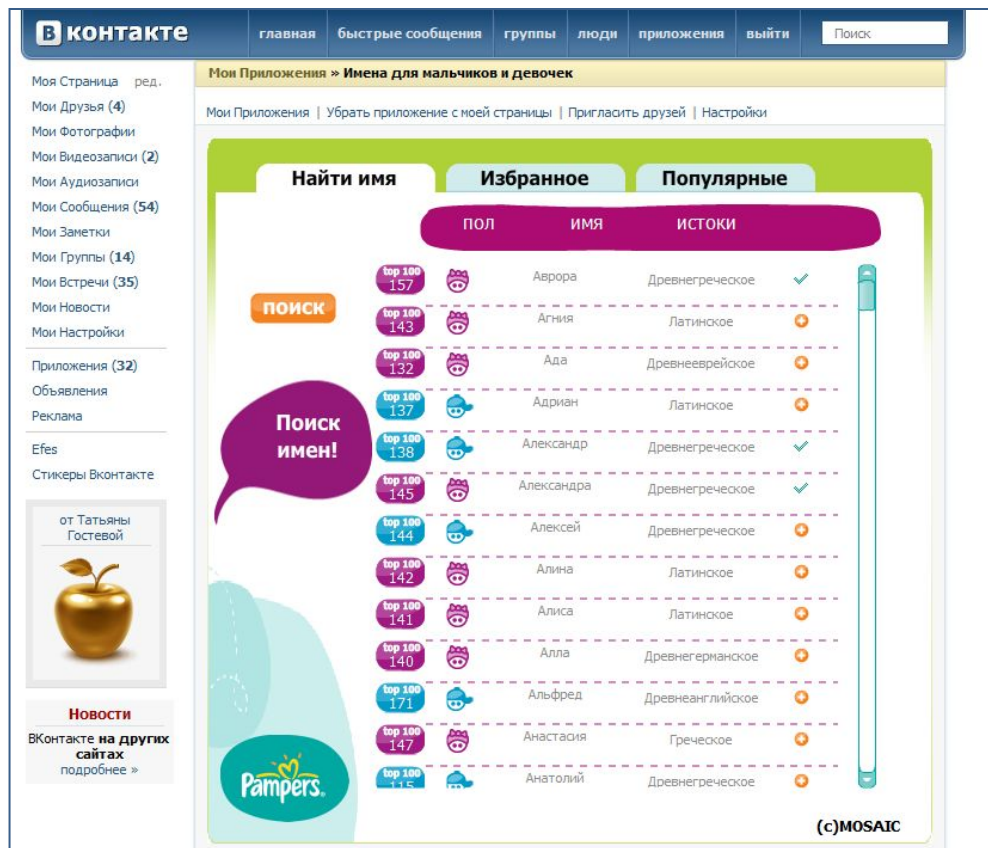 В контакте
главная быстрые сообщения группы люди приложения выйти Поиск
Моя Страница ред.
Мои Друзья (4)
Мои Фотографии
Мои Видеозаписи (2)
Мои Аудиозаписи
Мои Сообщения (54)
Мои Заметки
Мои Группы (14)
Мои Встречи (35)
Мои Новости
Мои Настройки
Приложения (32)
Объявления
Реклама
Efes
Стикеры Вконтакте
от Татьяны
Гостевой
Новости
ВКонтакте на других
сайтах
подробнее »
Мои Приложения » Имена для мальчиков и девочек
Мои Приложения | Убрать приложение с моей страницы | Пригласить друзей | Настройки
Найти имя Избранное Популярные
ПОЛ ИМЯ ИСТОКИ
поиск
Поиск
имен!
top 100
157 Аврора Древнегреческое
top 100
143 Агния Латинское
top 100
132 Ада Древнееврейское
top 100
137 Адриан Латинское
top 100
138 Александр Древнегреческое
top 100
145 Александра Древнегреческое
top 100
144 Алексей Древнегреческое
top 100
142 Алина Латинское
top 100
141 Алиса Латинское
top 100
140 Алла Древнегерманское
top 100
171 Альфред Древнеанглийское
top 100
147 Анастасия Греческое
top 100
115 Анатолий Древнегреческое
Pampers.
(c)MOSAIC